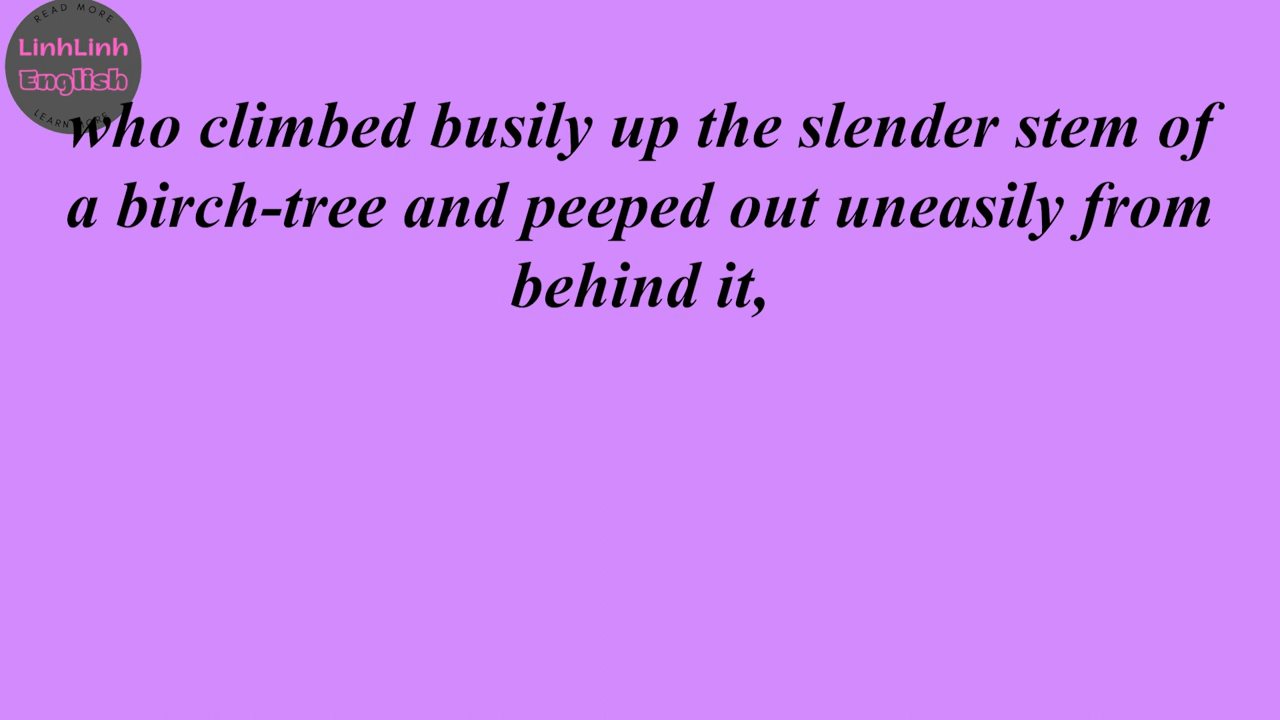 READ MORE
LinhLinh
English
LEARN MORE
who climbed busily up the slender stem of
a birch-tree and peeped out uneasily from
behind it,